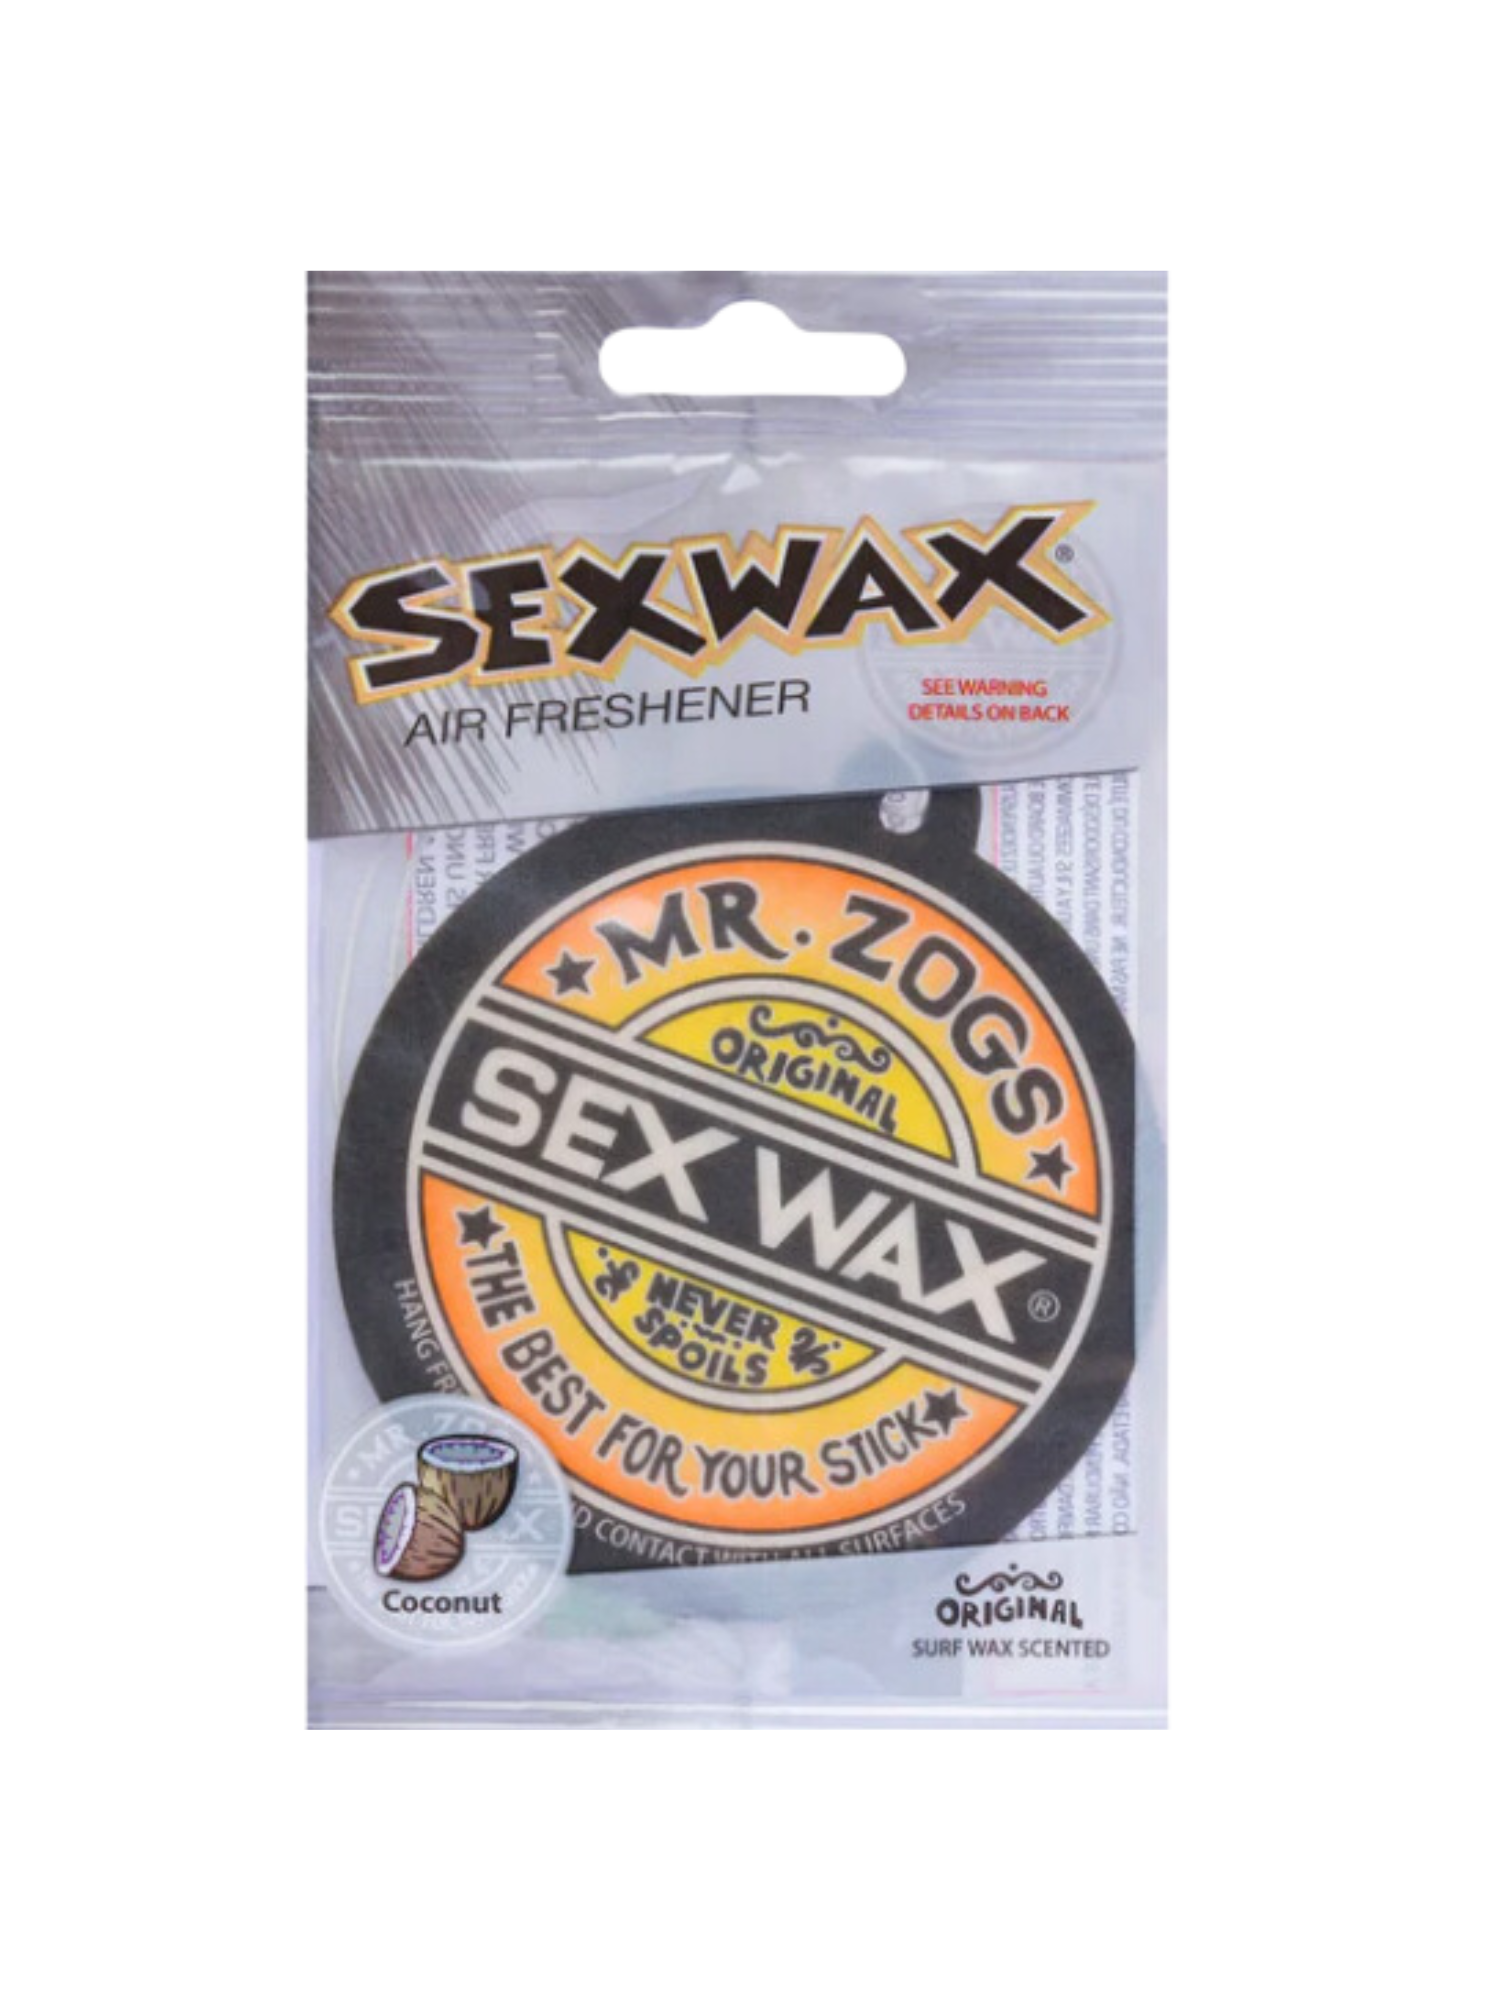 SEXWAX®
AIR FRESHENER
SEE WARNING
DETAILS ON BACK
★ MR. ZOGS ★
ORIGINAL
SEX WAX®
NEVER
SPOILS
★ THE BEST FOR YOUR STICK ★
HANG
CONTACT WITH ALL SURFACES
Coconut
ORIGINAL
SURF WAX SCENTED